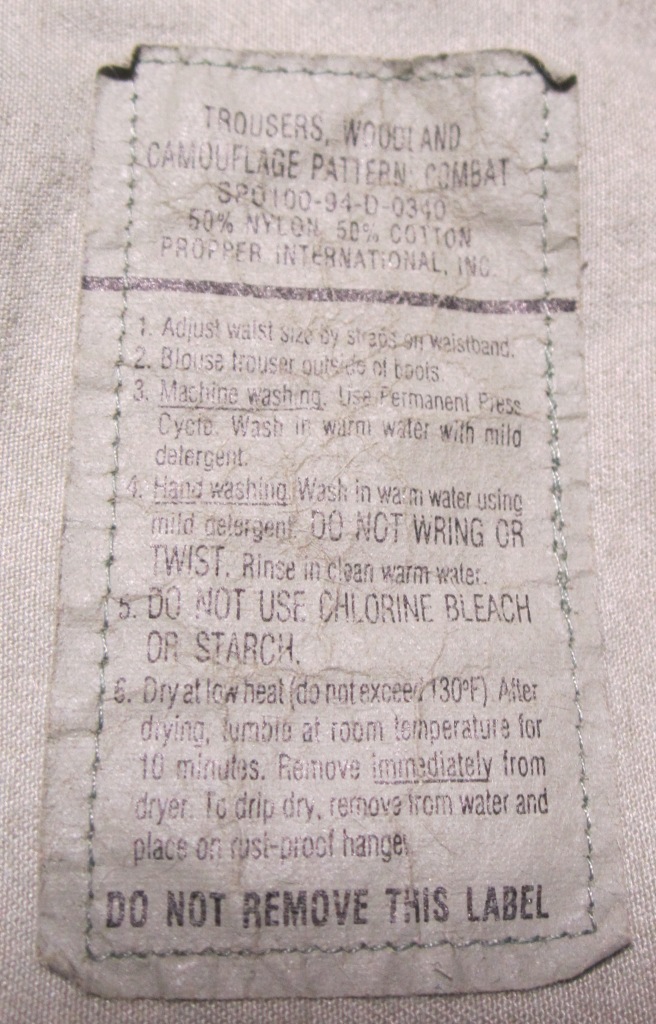 TROUSERS, WOODLAND
CAMOUFLAGE PATTERN, COMBAT
SPO100-94-D-0340
50% NYLON, 50% COTTON
PROPPER INTERNATIONAL, INC.
1. Adjust waist size by straps on waistband.
2. Blouse trouser outside of boots.
3. Machine washing. Use Permanent Press
Cycle. Wash in warm water with mild
detergent.
4. Hand washing. Wash in warm water using
mild detergent. DO NOT WRING OR
TWIST. Rinse in clean warm water.
5. DO NOT USE CHLORINE BLEACH
OR STARCH.
6. Dry at low heat (do not exceed 130°F). After
drying, tumble at room temperature for
10 minutes. Remove immediately from
dryer. To drip dry, remove from water and
place on rust-proof hanger.
DO NOT REMOVE THIS LABEL